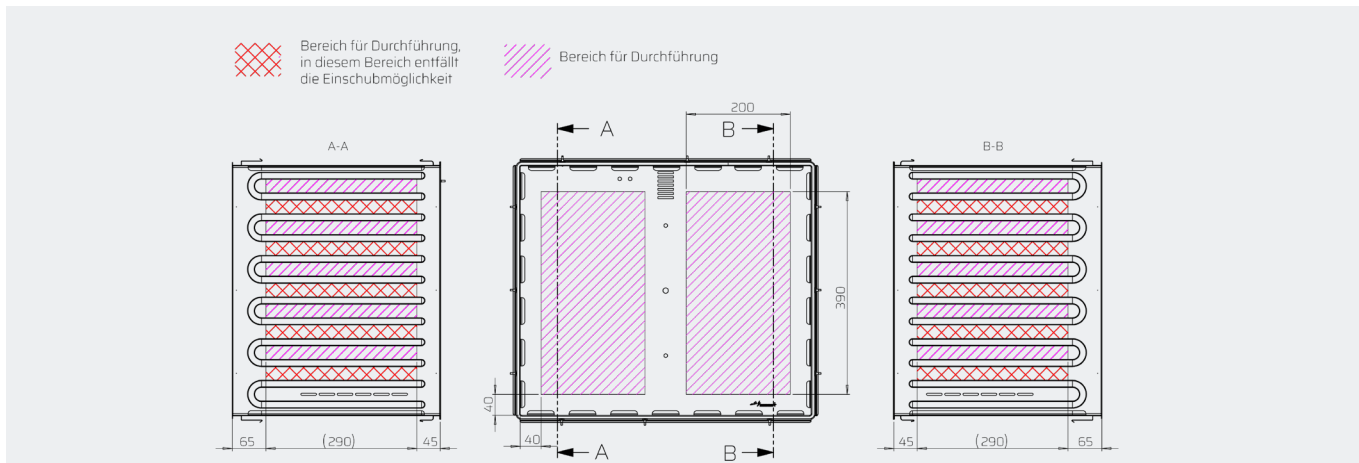 Bereich für Durchführung,
in diesem Bereich entfällt
die Einschubmöglichkeit
Bereich für Durchführung
200
A
B
A-A
B-B
390
40
40
65
(290)
45
A
B
45
(290)
65